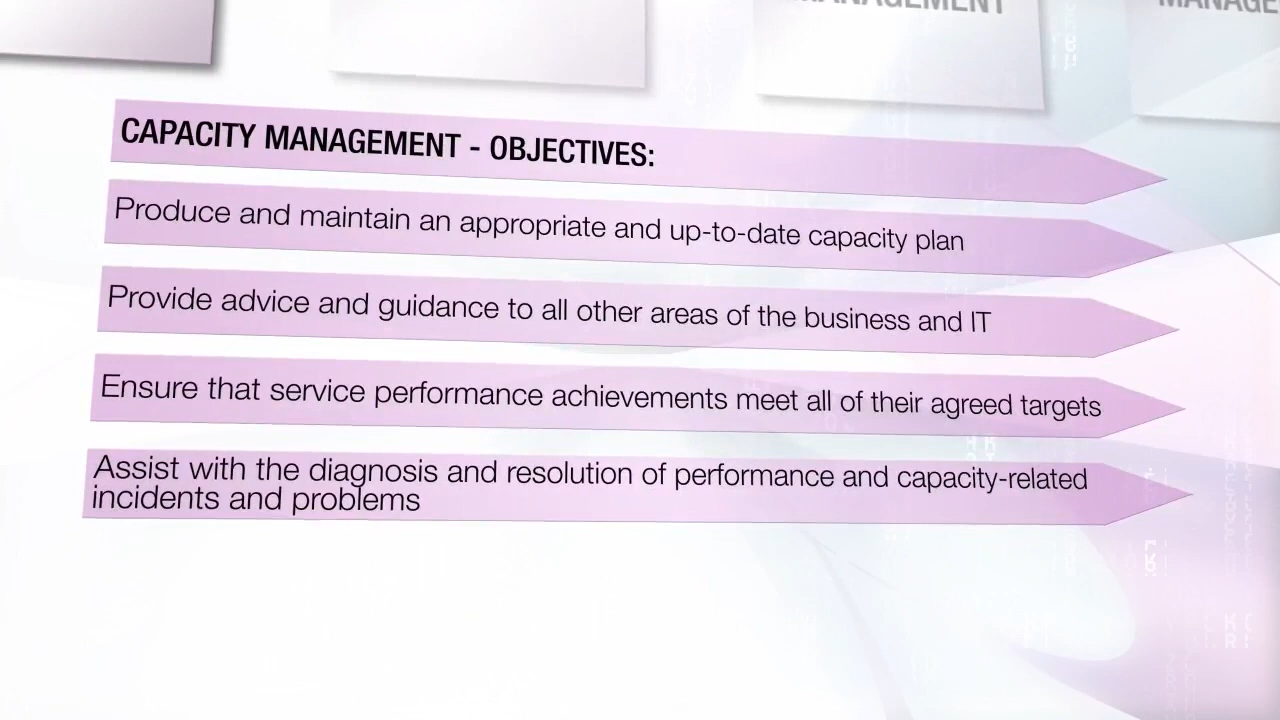 MANAGEMENT
CAPACITY MANAGEMENT - OBJECTIVES:
Produce and maintain an appropriate and up-to-date capacity plan
Provide advice and guidance to all other areas of the business and IT
Ensure that service performance achievements meet all of their agreed targets
Assist with the diagnosis and resolution of performance and capacity-related
incidents and problems